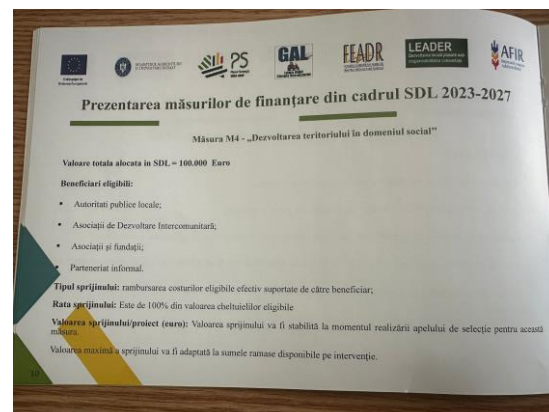 PS
GAL
FEADR
LEADER
AFIR
Prezentarea măsurilor de finanțare din cadrul SDL 2023-2027
Măsura M4 - „Dezvoltarea teritoriului în domeniul social”
Valoare totala alocata in SDL = 100.000 Euro
Beneficiari eligibili:
• Autoritati publice locale;
• Asociații de Dezvoltare Intercomunitară;
• Asociații și fundații;
• Parteneriat informal.
Tipul sprijinului: rambursarea costurilor eligibile efectiv suportate de către beneficiar;
Rata sprijinului: Este de 100% din valoarea cheltuielilor eligibile
Valoarea sprijinului/proiect (euro): Valoarea sprijinului va fi stabilită la momentul realizării apelului de selecție pentru această
măsura.
Valoarea maximă a sprijinului va fi adaptată la sumele ramase disponibile pe intervenție.
10